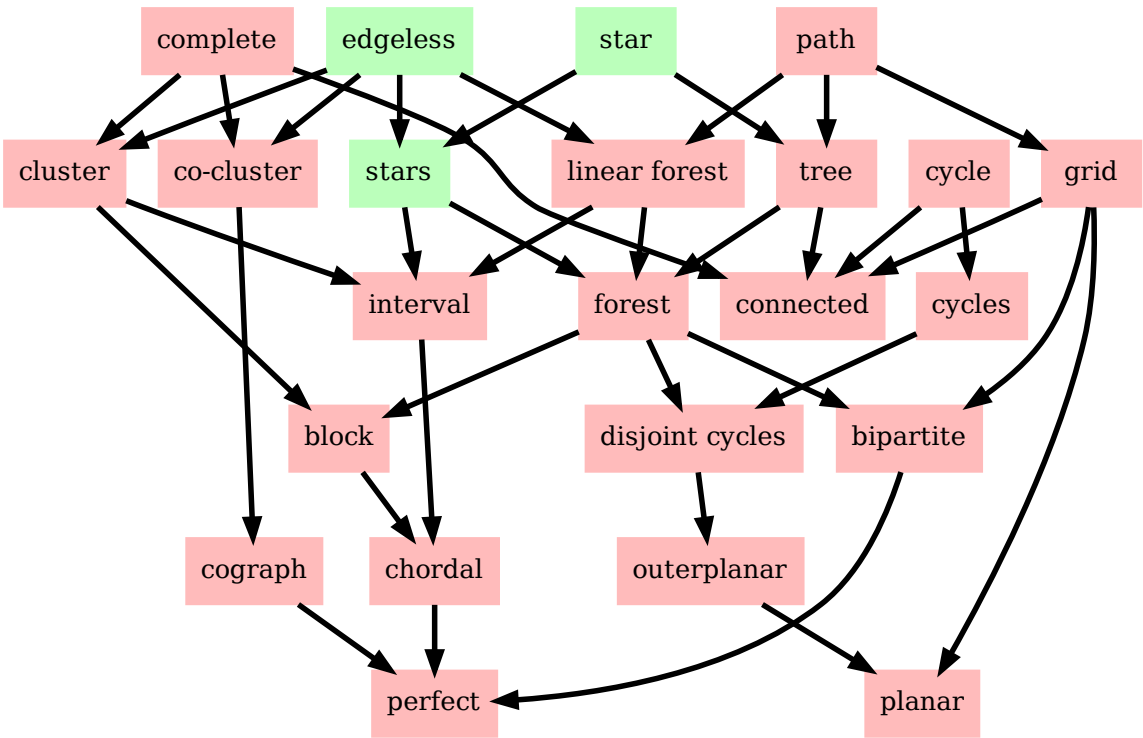 complete
edgeless
star
path
cluster
co-cluster
stars
linear forest
tree
cycle
grid
interval
forest
connected
cycles
block
disjoint cycles
bipartite
cograph
chordal
outerplanar
perfect
planar